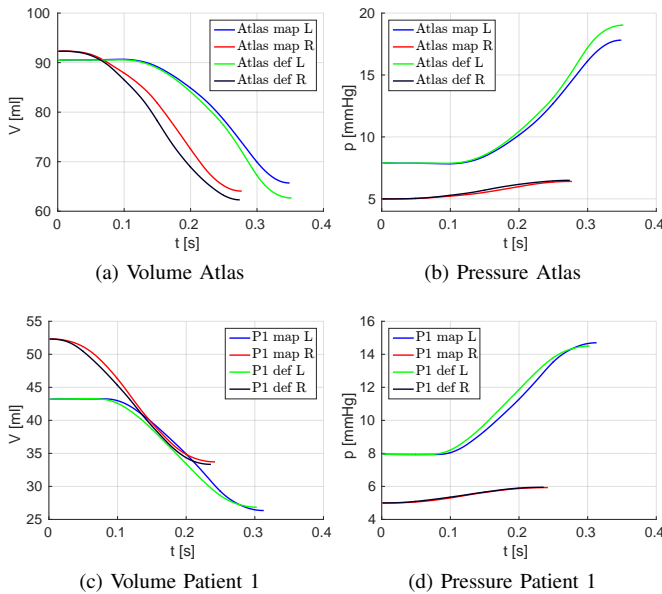 100
90
80
70
60
V [ml]
0
0.1
0.2
0.3
0.4
t [s]
Atlas map L
Atlas map R
Atlas def L
Atlas def R
(a) Volume Atlas
20
15
10
5
p [mmHg]
0
0.1
0.2
0.3
0.4
t [s]
Atlas map L
Atlas map R
Atlas def L
Atlas def R
(b) Pressure Atlas
55
50
45
40
35
30
25
V [ml]
0
0.1
0.2
0.3
0.4
t [s]
P1 map L
P1 map R
P1 def L
P1 def R
(c) Volume Patient 1
16
14
12
10
8
6
4
p [mmHg]
0
0.1
0.2
0.3
0.4
t [s]
P1 map L
P1 map R
P1 def L
P1 def R
(d) Pressure Patient 1